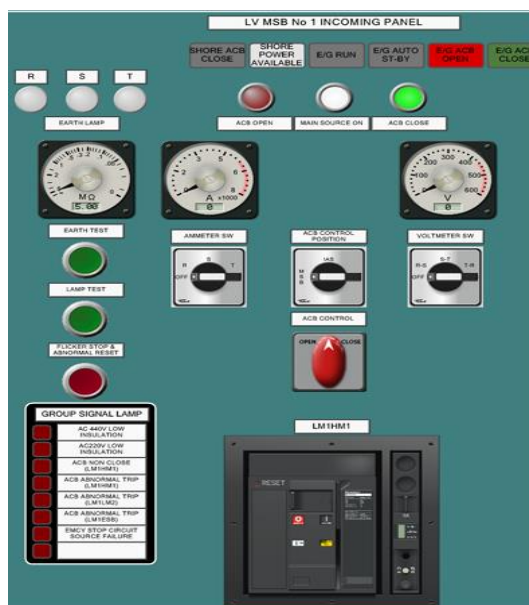 LV MSB No 1 INCOMING PANEL
SHORE ACB
CLOSE
SHORE
POWER
AVAILABLE
E/G RUN
E/G AUTO
ST-BY
E/G ACB
OPEN
E/G ACB
CLOSE
R
S
T
EARTH LAMP
ACB OPEN
MAIN SOURCE ON
ACB CLOSE
MΩ
5.00
A
x1000
0
V
0
EARTH TEST
AMMETER SW
ACB CONTROL
POSITION
VOLTMETER SW
OFF
R
S
T
MSB
IAS
OFF
R-S
S-T
T-R
LAMP TEST
ACB CONTROL
OPEN
CLOSE
FLICKER STOP &
ABNORMAL RESET
GROUP SIGNAL LAMP
AC 440V LOW
INSULATION
AC220V LOW
INSULATION
ACB NON CLOSE
(LM1HM1)
ACB ABNORMAL TRIP
(LM1HM1)
ACB ABNORMAL TRIP
(LM1LM2)
ACB ABNORMAL TRIP
(LM1ESB)
EMCY STOP CIRCUIT
SOURCE FAILURE
LM1HM1
RESET